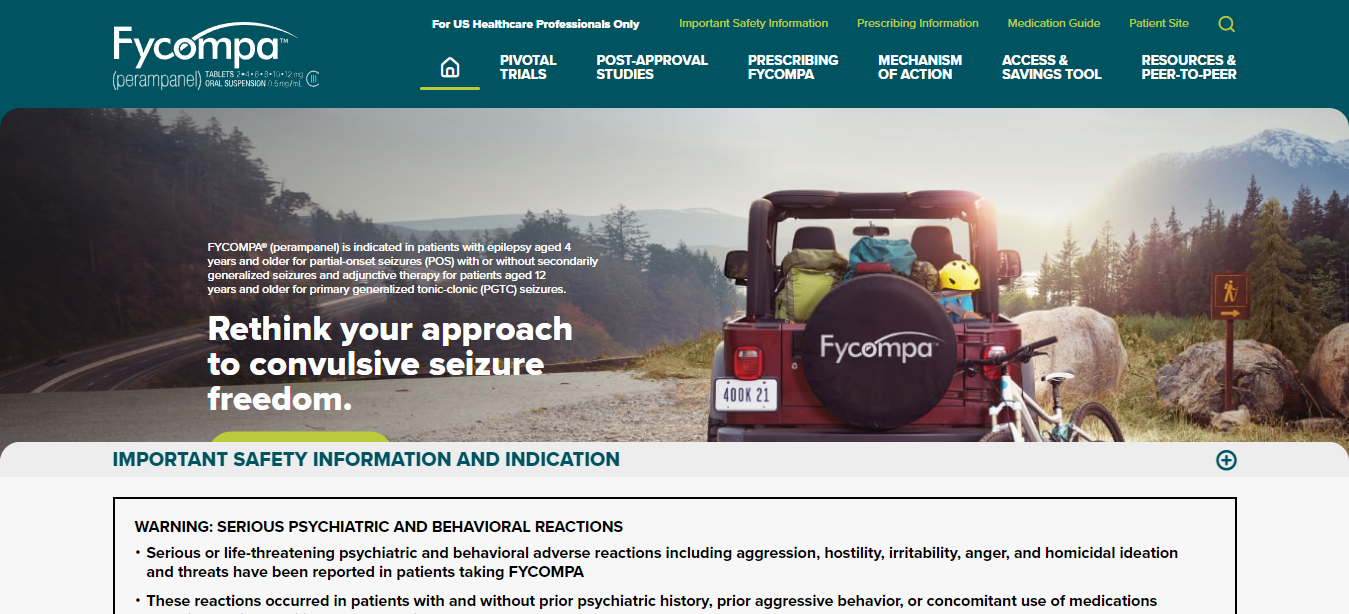 For US Healthcare Professionals Only
Important Safety Information
Prescribing Information
Medication Guide
Patient Site
Fycompa™
(perampanel) TABLETS 2•4•6•8•10•12 mg
ORAL SUSPENSION 0.5 mg/mL
CIII
PIVOTAL
TRIALS
POST-APPROVAL
STUDIES
PRESCRIBING
FYCOMPA
MECHANISM
OF ACTION
ACCESS &
SAVINGS TOOL
RESOURCES &
PEER-TO-PEER
FYCOMPA® (perampanel) is indicated in patients with epilepsy aged 4
years and older for partial-onset seizures (POS) with or without secondarily
generalized seizures and adjunctive therapy for patients aged 12
years and older for primary generalized tonic-clonic (PGTC) seizures.
Rethink your approach
to convulsive seizure
freedom.
Fycompa™
400K 21
IMPORTANT SAFETY INFORMATION AND INDICATION
WARNING: SERIOUS PSYCHIATRIC AND BEHAVIORAL REACTIONS
• Serious or life-threatening psychiatric and behavioral adverse reactions including aggression, hostility, irritability, anger, and homicidal ideation
and threats have been reported in patients taking FYCOMPA
• These reactions occurred in patients with and without prior psychiatric history, prior aggressive behavior, or concomitant use of medications